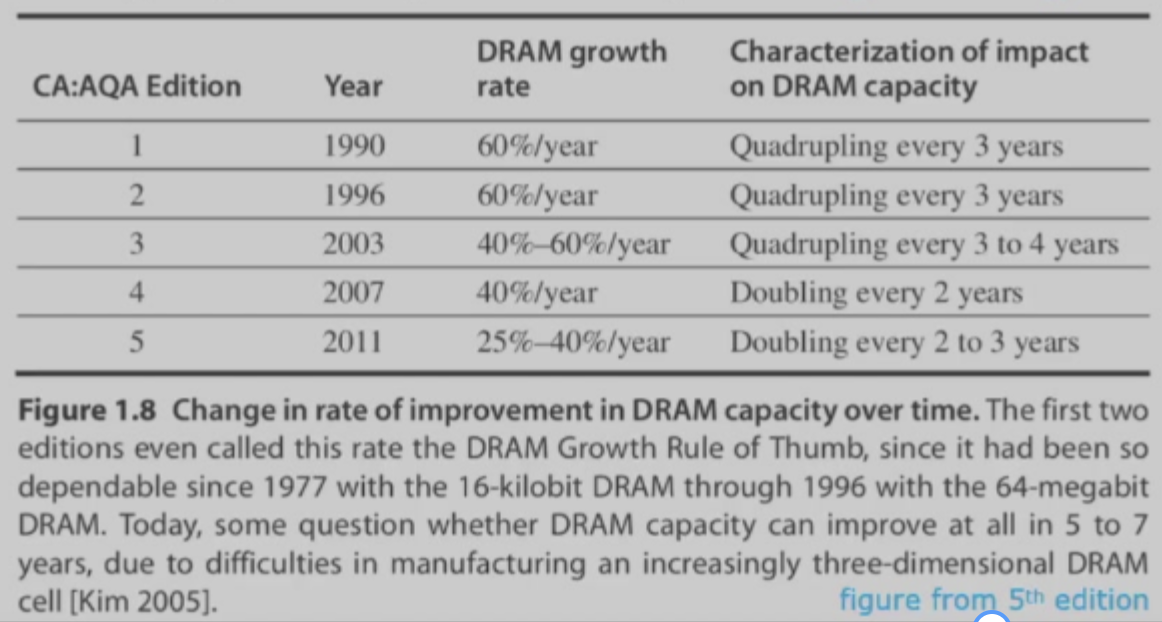 CA:AQA Edition Year DRAM growth rate Characterization of impact on DRAM capacity
1 1990 60%/year Quadrupling every 3 years
2 1996 60%/year Quadrupling every 3 years
3 2003 40%–60%/year Quadrupling every 3 to 4 years
4 2007 40%/year Doubling every 2 years
5 2011 25%–40%/year Doubling every 2 to 3 years
Figure 1.8 Change in rate of improvement in DRAM capacity over time. The first two
editions even called this rate the DRAM Growth Rule of Thumb, since it had been so
dependable since 1977 with the 16-kilobit DRAM through 1996 with the 64-megabit
DRAM. Today, some question whether DRAM capacity can improve at all in 5 to 7
years, due to difficulties in manufacturing an increasingly three-dimensional DRAM
cell [Kim 2005].
figure from 5th edition